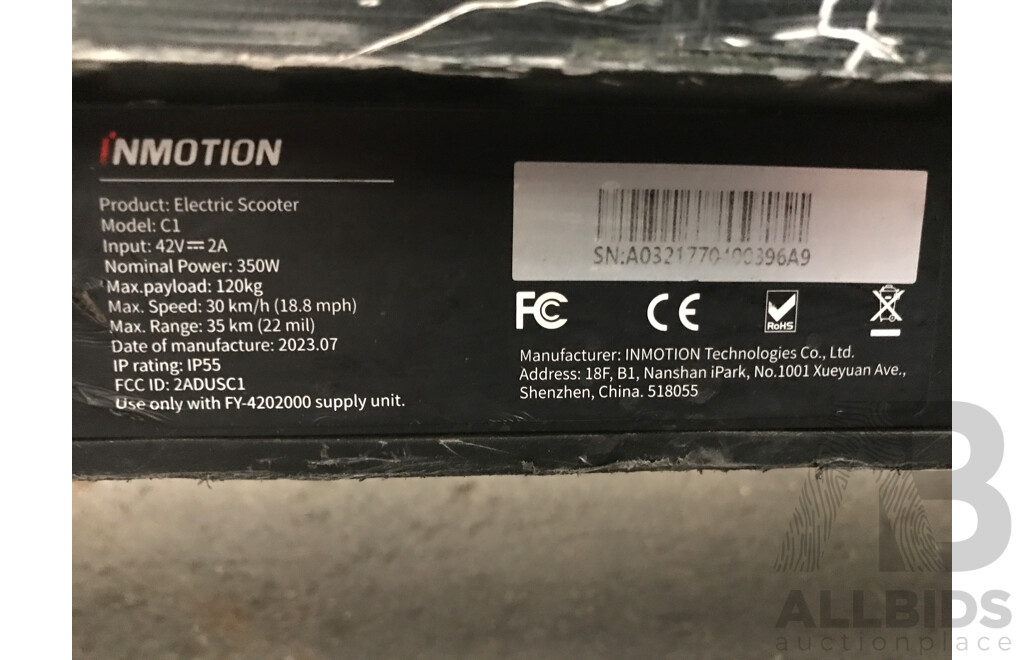 INMOTION
Product: Electric Scooter
Model: C1
Input: 42V⎓2A
Nominal Power: 350W
Max.payload: 120kg
Max. Speed: 30 km/h (18.8 mph)
Max. Range: 35 km (22 mil)
Date of manufacture: 2023.07
IP rating: IP55
FCC ID: 2ADUSC1
Use only with FY-4202000 supply unit.
FC CE RoHS
Manufacturer: INMOTION Technologies Co., Ltd.
Address: 18F, B1, Nanshan iPark, No.1001 Xueyuan Ave.,
Shenzhen, China. 518055
AB
ALLBIDS
auctionplace